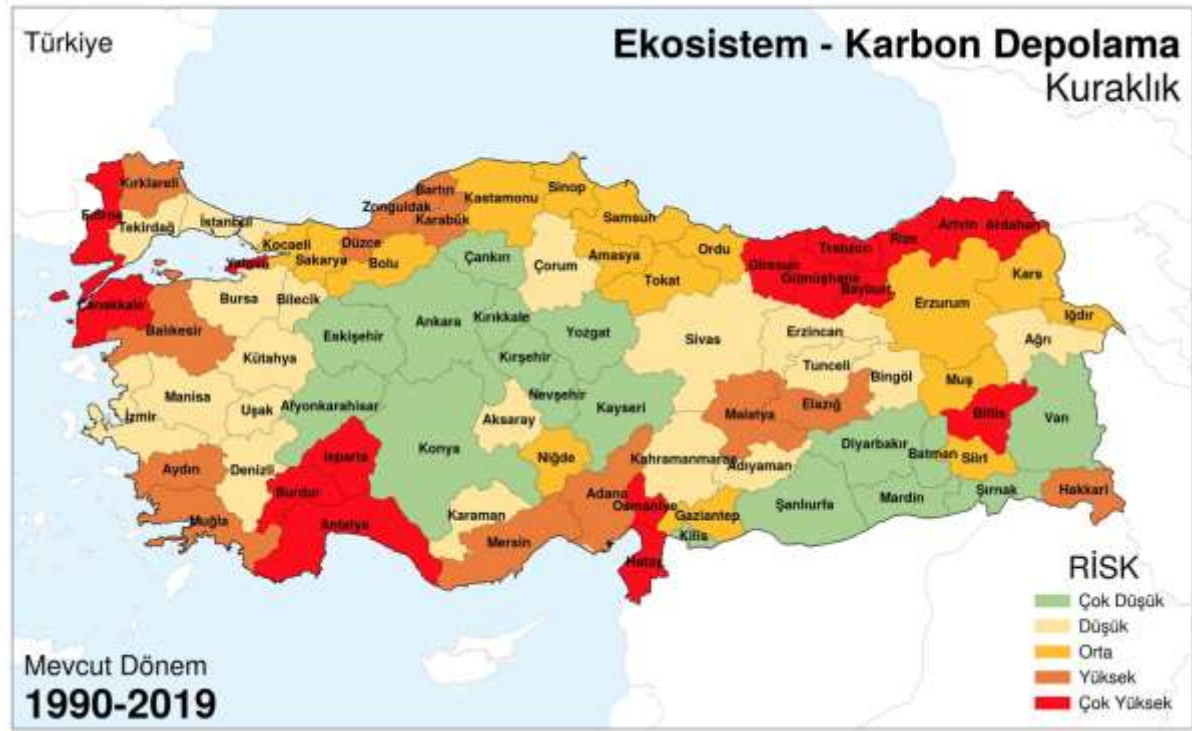 Türkiye
Ekosistem - Karbon Depolama
Kuraklık
Kırklareli
Edirne
Tekirdağ
İstanbul
Bartın
Zonguldak
Karabük
Kastamonu
Sinop
Samsun
Kocaeli
Sakarya
Düzce
Bolu
Yalova
Çankırı
Çorum
Amasya
Tokat
Ordu
Giresun
Trabzon
Gümüşhane
Bayburt
Rize
Artvin
Ardahan
Kars
Erzurum
Iğdır
Ağrı
Çanakkale
Balıkesir
Bursa
Bilecik
Eskişehir
Ankara
Kırıkkale
Yozgat
Sivas
Erzincan
Tunceli
Bingöl
Muş
Kütahya
Kırşehir
Nevşehir
Kayseri
Manisa
İzmir
Uşak
Afyonkarahisar
Aksaray
Malatya
Elazığ
Bitlis
Van
Konya
Niğde
Diyarbakır
Batman
Siirt
Aydın
Denizli
Isparta
Burdur
Kahramanmaraş
Adıyaman
Adana
Osmaniye
Gaziantep
Şanlıurfa
Mardin
Şırnak
Hakkari
Muğla
Antalya
Karaman
Mersin
Kilis
Hatay
RİSK
Çok Düşük
Düşük
Orta
Yüksek
Çok Yüksek
Mevcut Dönem
1990-2019